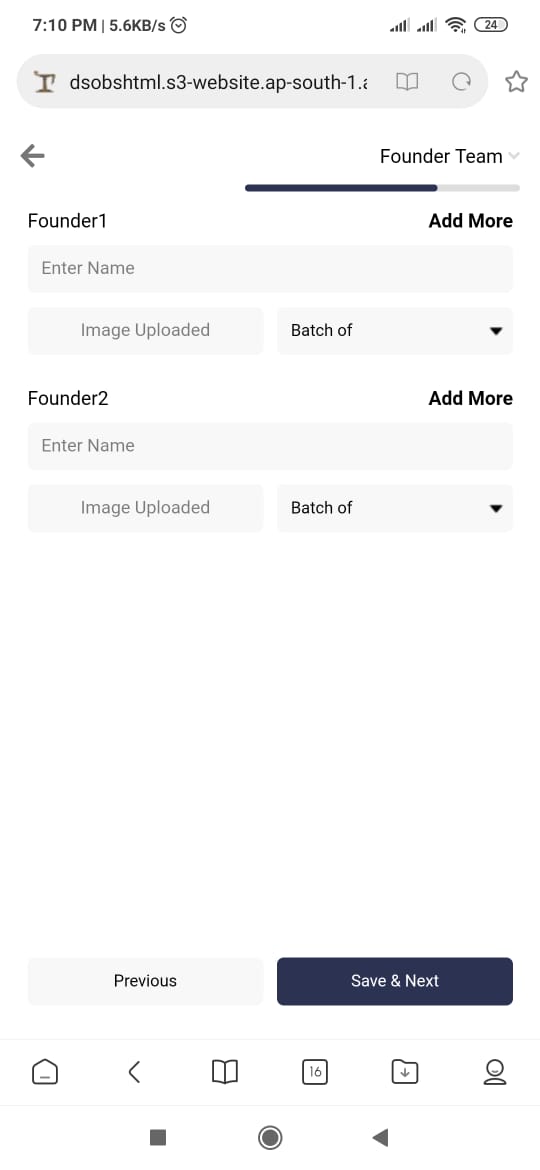 7:10 PM | 5.6KB/s
24
dsobshtml.s3-website.ap-south-1.a
Founder Team
Founder1 Add More
Enter Name
Image Uploaded Batch of
Founder2 Add More
Enter Name
Image Uploaded Batch of
Previous Save & Next
16